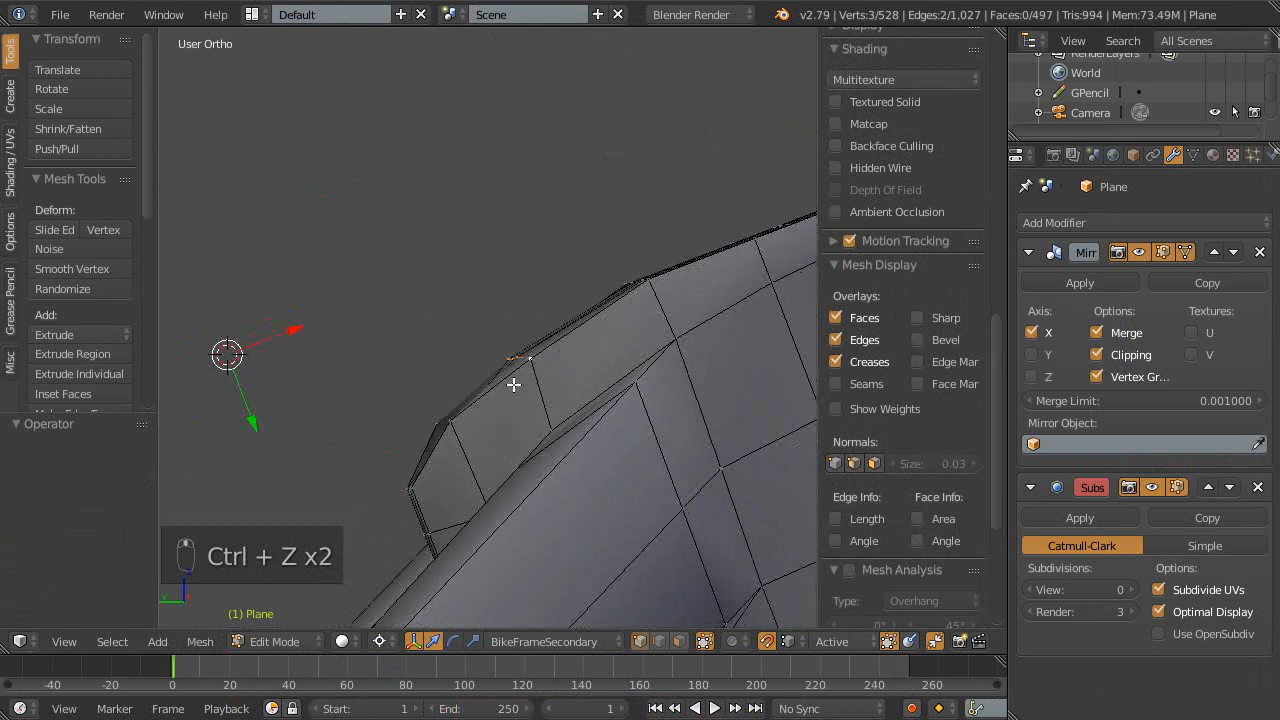 File Render Window Help Default Scene Blender Render v2.79 | Verts:3/528 | Edges:2/1,027 | Faces:0/497 | Tris:994 | Mem:73.49M | Plane
Tools
Create
Shading / UVs
Options
Grease Pencil
Misc
Transform
Translate
Rotate
Scale
Shrink/Fatten
Push/Pull
Mesh Tools
Deform:
Slide Ed Vertex
Noise
Smooth Vertex
Randomize
Add:
Extrude
Extrude Region
Extrude Individual
Inset Faces
Operator
User Ortho
Ctrl + Z x2
(1) Plane
Shading
Multitexture
Textured Solid
Matcap
Backface Culling
Hidden Wire
Depth Of Field
Ambient Occlusion
Motion Tracking
Mesh Display
Overlays:
Faces Sharp
Edges Bevel
Creases Edge Mar
Seams Face Mar
Show Weights
Normals:
Size: 0.03
Edge Info: Face Info:
Length Area
Angle Angle
Mesh Analysis
Type: Overhang
View Search All Scenes
RenderLayers
World
GPencil
Camera
Plane
Add Modifier
Mirr
Apply Copy
Axis: Options: Textures:
X Merge U
Y Clipping V
Z Vertex Gr...
Merge Limit: 0.001000
Mirror Object:
Subs
Apply Copy
Catmull-Clark Simple
Subdivisions: Options:
View: 0 Subdivide UVs
Render: 3 Optimal Display
Use OpenSubdiv
View Select Add Mesh Edit Mode BikeFrameSecondary Active
-40 -20 0 20 40 60 80 100 120 140 160 180 200 220 240 260
View Marker Frame Playback Start: 1 End: 250 1 No Sync